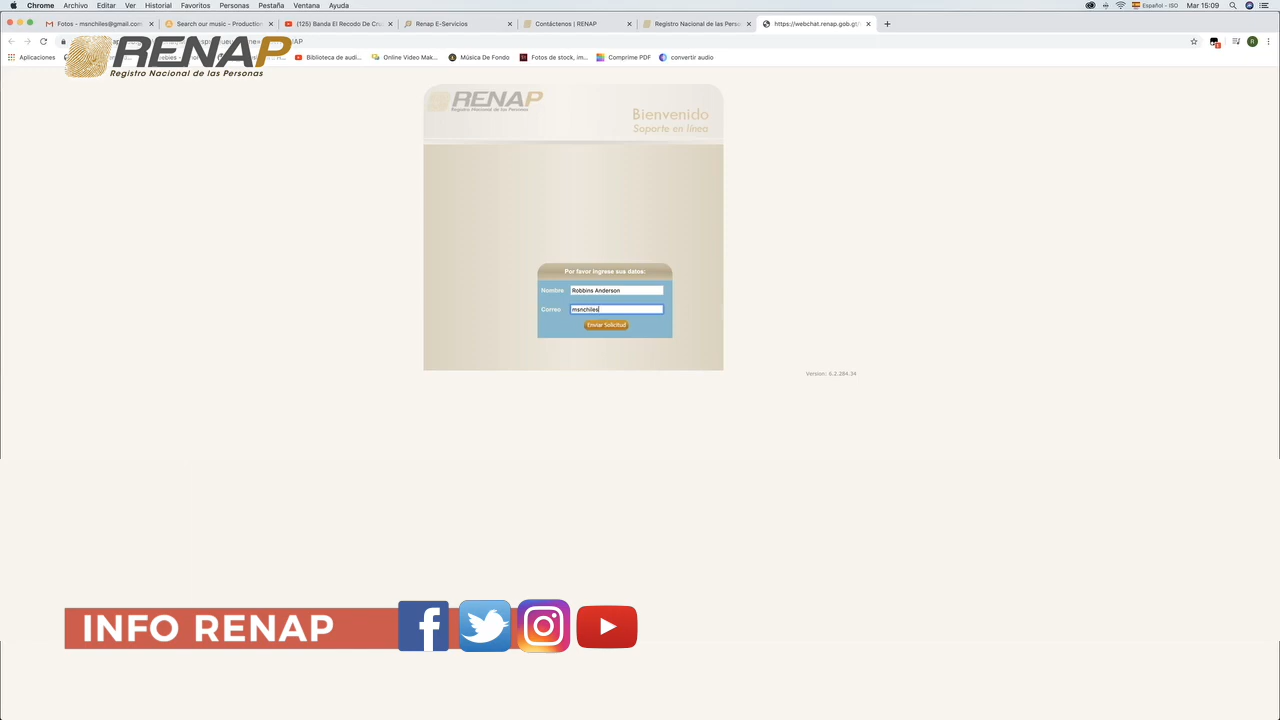 Chrome Archivo Editar Ver Historial Favoritos Personas Pestaña Ventana Ayuda Español - ISO Mar 15:09
Fotos - msnchiles@gmail.com Search our music - Production (125) Banda El Recodo De Cru Renap E-Servicios Contáctenos | RENAP Registro Nacional de las Perso https://webchat.renap.gob.gt/
Aplicaciones Biblioteca de audi... Online Video Mak... Música De Fondo Fotos de stock, im... Comprime PDF convertir audio
RENAP
Registro Nacional de las Personas
RENAP
Registro Nacional de las Personas
Bienvenido
Soporte en línea
Por favor ingrese sus datos:
Nombre Robbins Anderson
Correo msnchiles
Enviar Solicitud
Version: 6.2.284.34
INFO RENAP